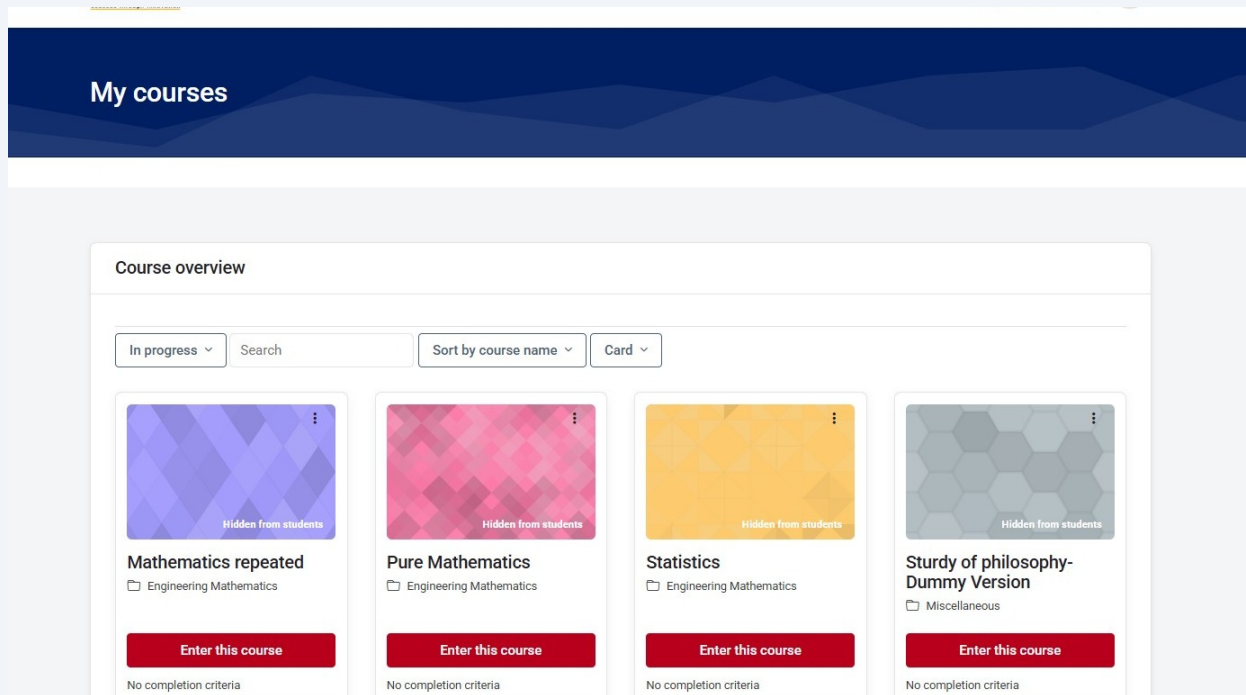 My courses
Course overview
In progress
Search
Sort by course name
Card
Hidden from students
Hidden from students
Hidden from students
Hidden from students
Mathematics repeated
Pure Mathematics
Statistics
Sturdy of philosophy-
Dummy Version
Engineering Mathematics
Engineering Mathematics
Engineering Mathematics
Miscellaneous
Enter this course
Enter this course
Enter this course
Enter this course
No completion criteria
No completion criteria
No completion criteria
No completion criteria